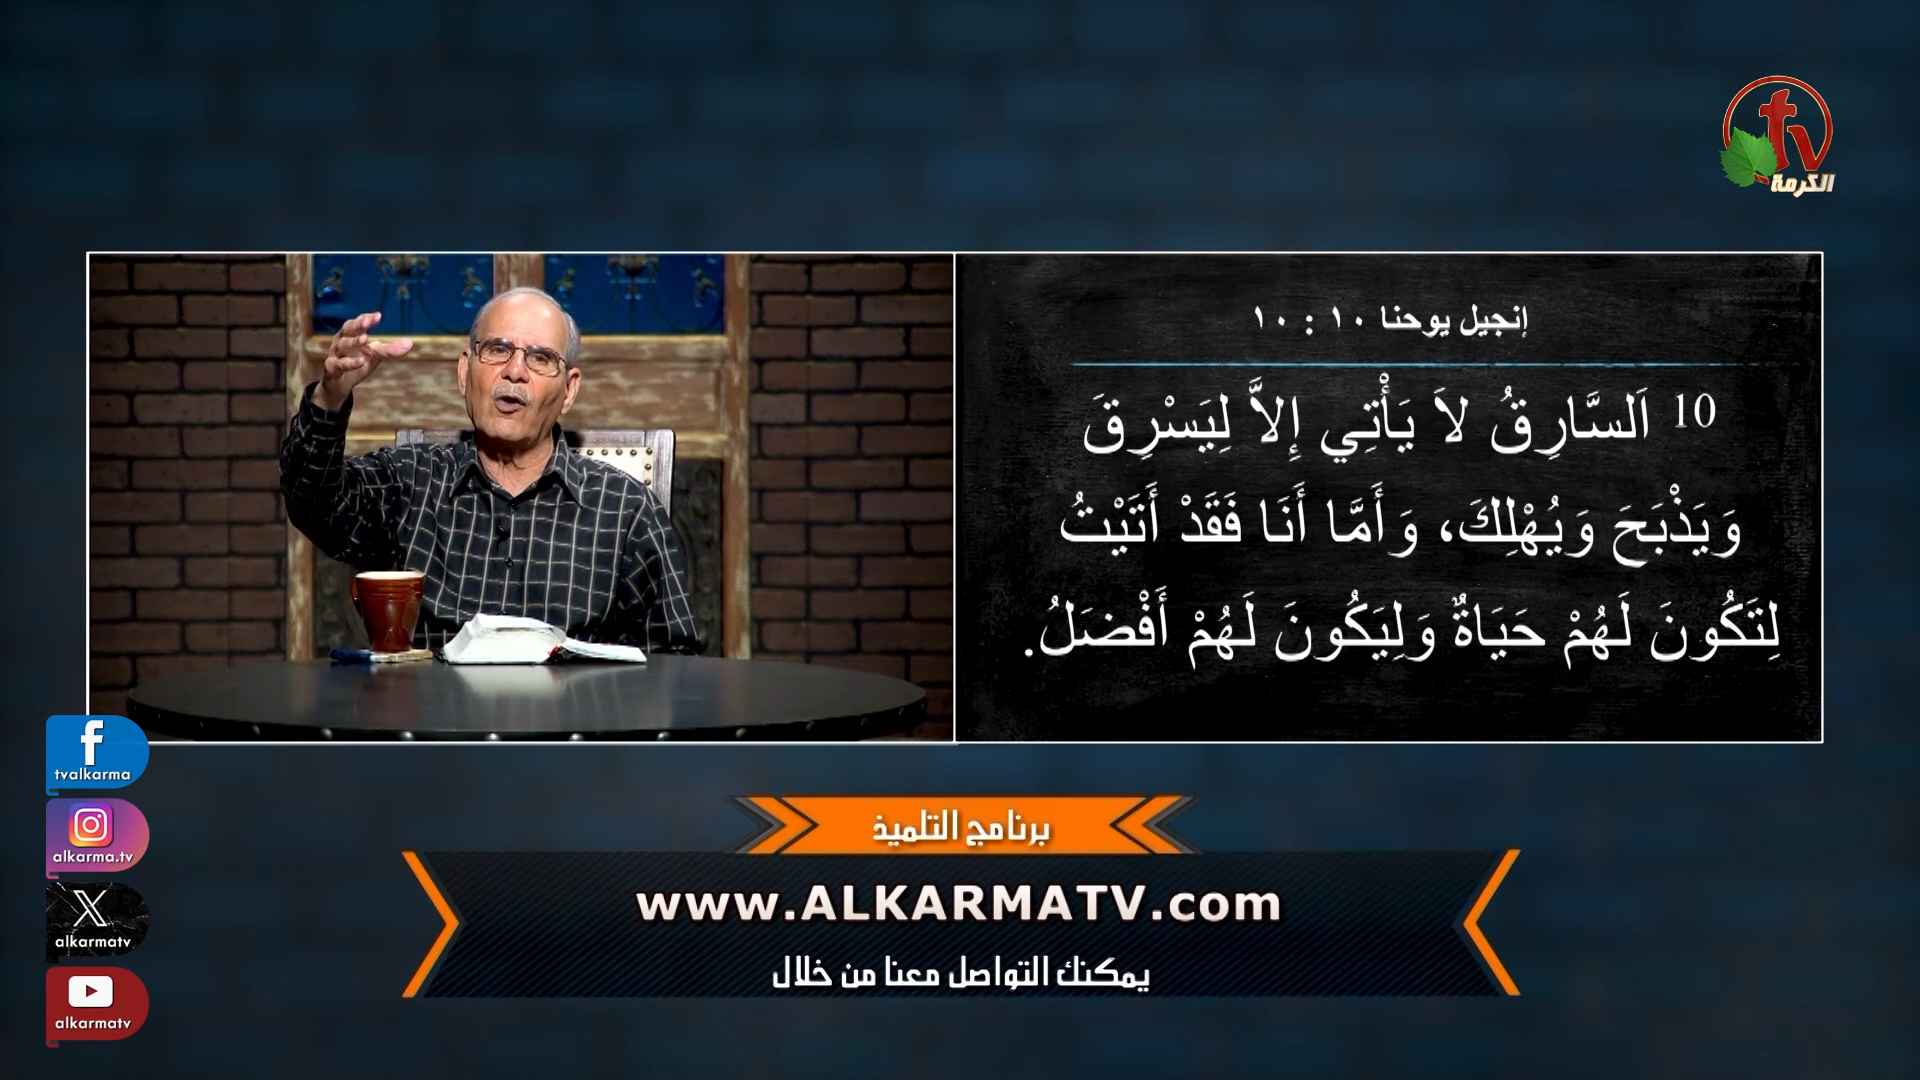 tv
الكرمة
إنجيل يوحنا ١٠ : ١٠
10 اَلسَّارِقُ لاَ يَأْتِي إِلاَّ لِيَسْرِقَ
وَيَذْبَحَ وَيُهْلِكَ، وَأَمَّا أَنَا فَقَدْ أَتَيْتُ
لِتَكُونَ لَهُمْ حَيَاةٌ وَلِيَكُونَ لَهُمْ أَفْضَلُ.
tvalkarma
alkarma.tv
alkarmatv
alkarmatv
برنامج التلميذ
www.ALKARMATV.com
يمكنك التواصل معنا من خلال